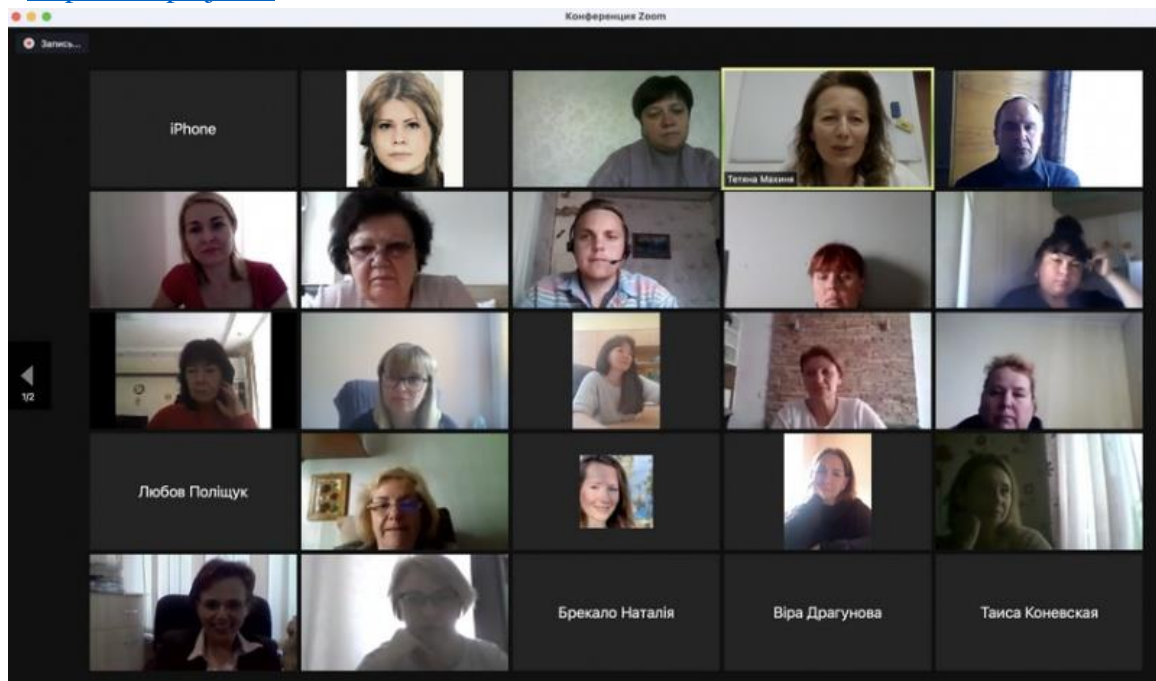 Конференция Zoom
Запись...
iPhone
Тетяна Махиня
1/2
Любов Поліщук
Брекало Наталія
Віра Драгунова
Таиса Коневская